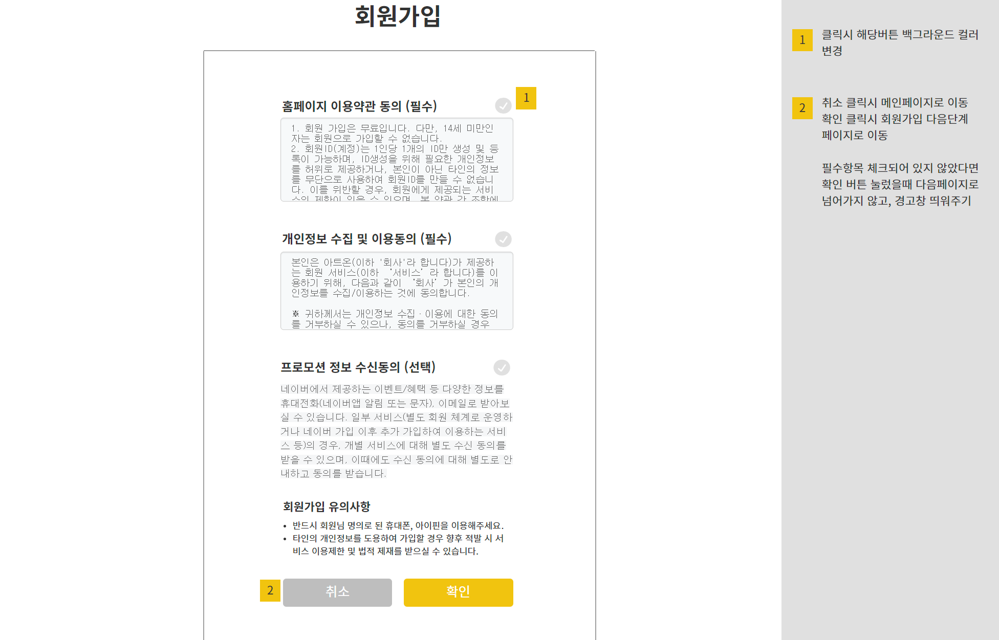 회원가입
홈페이지 이용약관 동의 (필수)
1
1. 회원 가입은 무료입니다. 다만, 14세 미만인
자는 회원으로 가입할 수 없습니다.
2. 회원ID(계정)는 1인당 1개의 ID만 생성 및 등
록이 가능하며, ID생성을 위해 필요한 개인정보
를 허위로 제공하거나, 본인이 아닌 타인의 정보
를 무단으로 사용하여 회원ID를 만들 수 없습니
다. 이를 위반할 경우, 회원에게 제공되는 서비
스의 제한이 있을 수 있으며, 본 약관 각 조항에
개인정보 수집 및 이용동의 (필수)
본인은 아트온(이하 '회사'라 합니다)가 제공하
는 회원 서비스(이하 ‘서비스’라 합니다)를 이
용하기 위해, 다음과 같이 ‘회사’가 본인의 개
인정보를 수집/이용하는 것에 동의합니다.
※ 귀하께서는 개인정보 수집·이용에 대한 동의
를 거부하실 수 있으나, 동의를 거부하실 경우
프로모션 정보 수신동의 (선택)
네이버에서 제공하는 이벤트/혜택 등 다양한 정보를
휴대전화(네이버앱 알림 또는 문자), 이메일로 받아보
실 수 있습니다. 일부 서비스(별도 회원 체계로 운영하
거나 네이버 가입 이후 추가 가입하여 이용하는 서비
스 등)의 경우, 개별 서비스에 대해 별도 수신 동의를
받을 수 있으며, 이때에도 수신 동의에 대해 별도로 안
내하고 동의를 받습니다.
회원가입 유의사항
• 반드시 회원님 명의로 된 휴대폰, 아이핀을 이용해주세요.
• 타인의 개인정보를 도용하여 가입할 경우 향후 적발 시 서
비스 이용제한 및 법적 제재를 받으실 수 있습니다.
2
취소
확인
1
클릭시 해당버튼 백그라운드 컬러
변경
2
취소 클릭시 메인페이지로 이동
확인 클릭시 회원가입 다음단계
페이지로 이동
필수항목 체크되어 있지 않았다면
확인 버튼 눌렀을때 다음페이지로
넘어가지 않고, 경고창 띄워주기